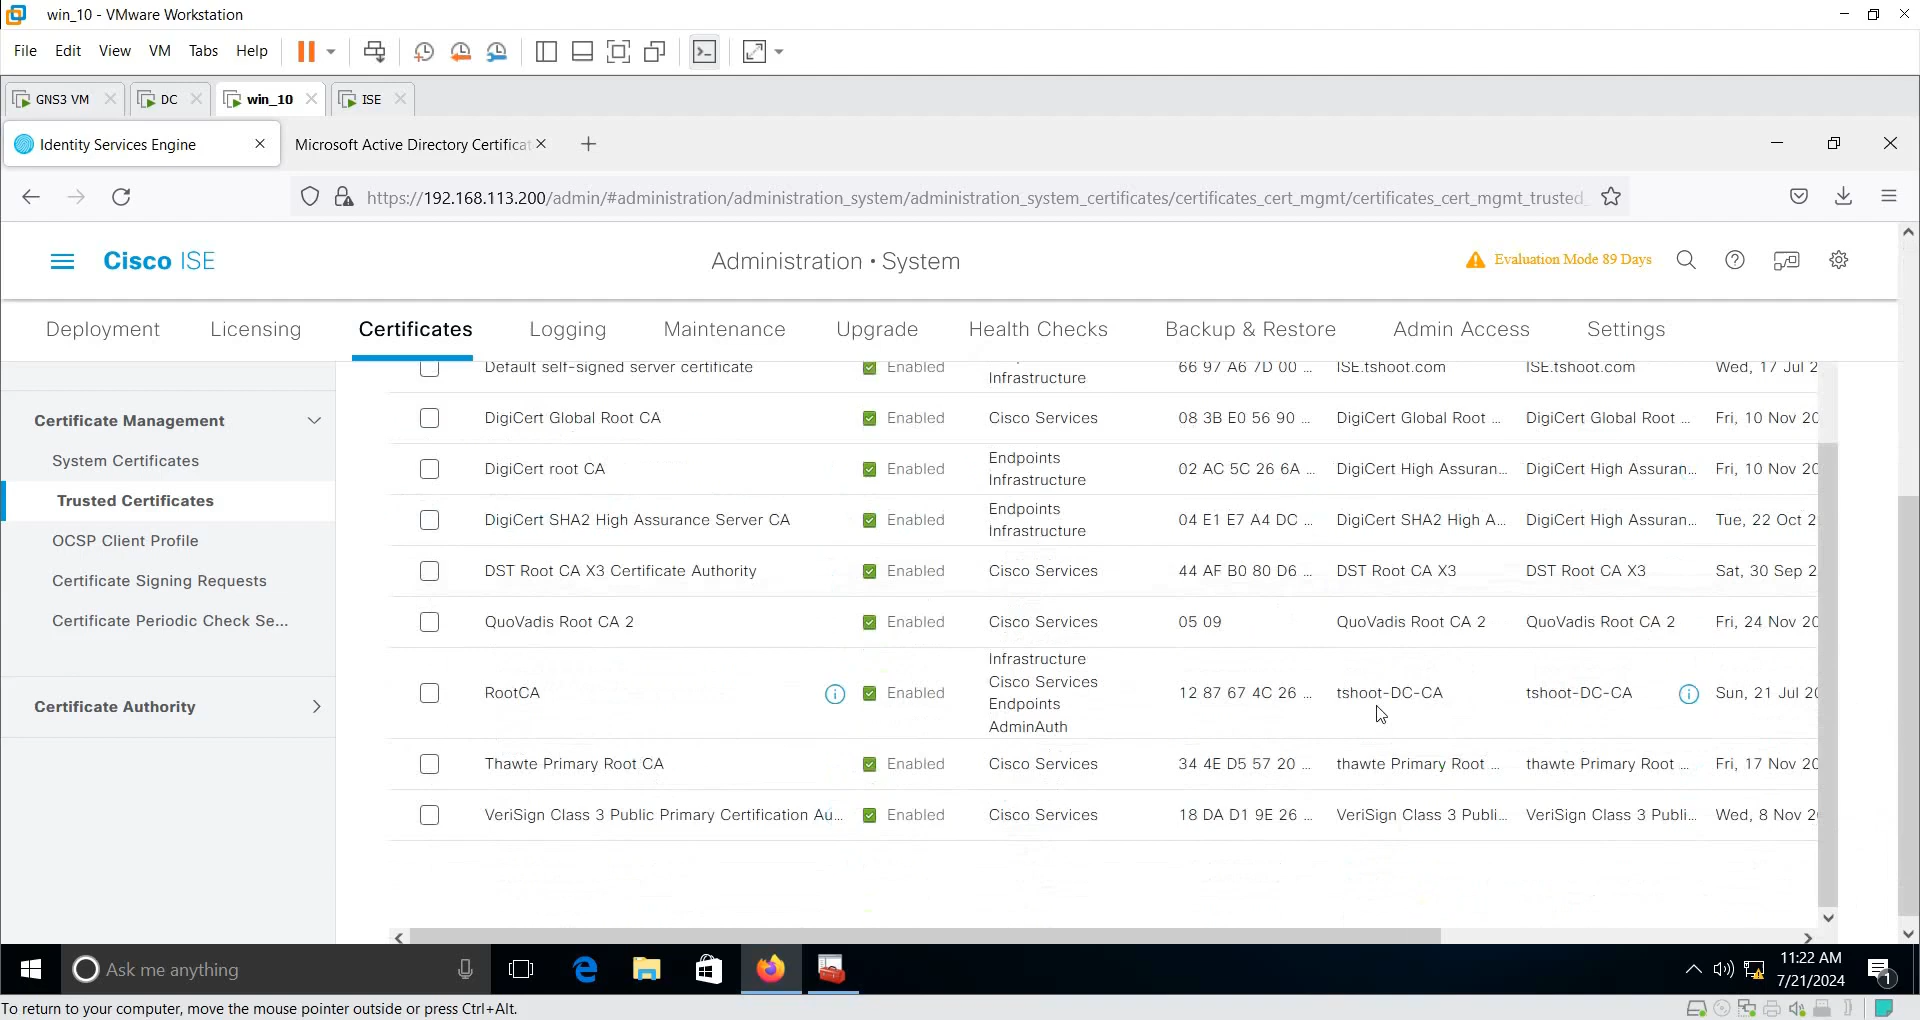 win_10 - VMware Workstation
File Edit View VM Tabs Help
GNS3 VM DC win_10 ISE
Identity Services Engine Microsoft Active Directory Certificat
https://192.168.113.200/admin/#administration/administration_system/administration_system_certificates/certificates_cert_mgmt/certificates_cert_mgmt_trusted_
Cisco ISE Administration • System Evaluation Mode 89 Days
Deployment Licensing Certificates Logging Maintenance Upgrade Health Checks Backup & Restore Admin Access Settings
Certificate Management
System Certificates
Trusted Certificates
OCSP Client Profile
Certificate Signing Requests
Certificate Periodic Check Se...
Certificate Authority
Default self-signed server certificate Enabled Infrastructure 66 97 A6 7D 00 ... ISE.tshoot.com ISE.tshoot.com Wed, 17 Jul 2
DigiCert Global Root CA Enabled Cisco Services 08 3B E0 56 90 ... DigiCert Global Root ... DigiCert Global Root ... Fri, 10 Nov 20
DigiCert root CA Enabled Endpoints Infrastructure 02 AC 5C 26 6A ... DigiCert High Assuran... DigiCert High Assuran... Fri, 10 Nov 20
DigiCert SHA2 High Assurance Server CA Enabled Endpoints Infrastructure 04 E1 E7 A4 DC ... DigiCert SHA2 High A... DigiCert High Assuran... Tue, 22 Oct 2
DST Root CA X3 Certificate Authority Enabled Cisco Services 44 AF B0 80 D6 ... DST Root CA X3 DST Root CA X3 Sat, 30 Sep 2
QuoVadis Root CA 2 Enabled Cisco Services 05 09 QuoVadis Root CA 2 QuoVadis Root CA 2 Fri, 24 Nov 20
RootCA Enabled Infrastructure Cisco Services Endpoints AdminAuth 12 87 67 4C 26 ... tshoot-DC-CA tshoot-DC-CA Sun, 21 Jul 20
Thawte Primary Root CA Enabled Cisco Services 34 4E D5 57 20 ... thawte Primary Root ... thawte Primary Root ... Fri, 17 Nov 20
VeriSign Class 3 Public Primary Certification Au... Enabled Cisco Services 18 DA D1 9E 26 ... VeriSign Class 3 Publi... VeriSign Class 3 Publi... Wed, 8 Nov 2
Ask me anything
11:22 AM
7/21/2024
1
To return to your computer, move the mouse pointer outside or press Ctrl+Alt.